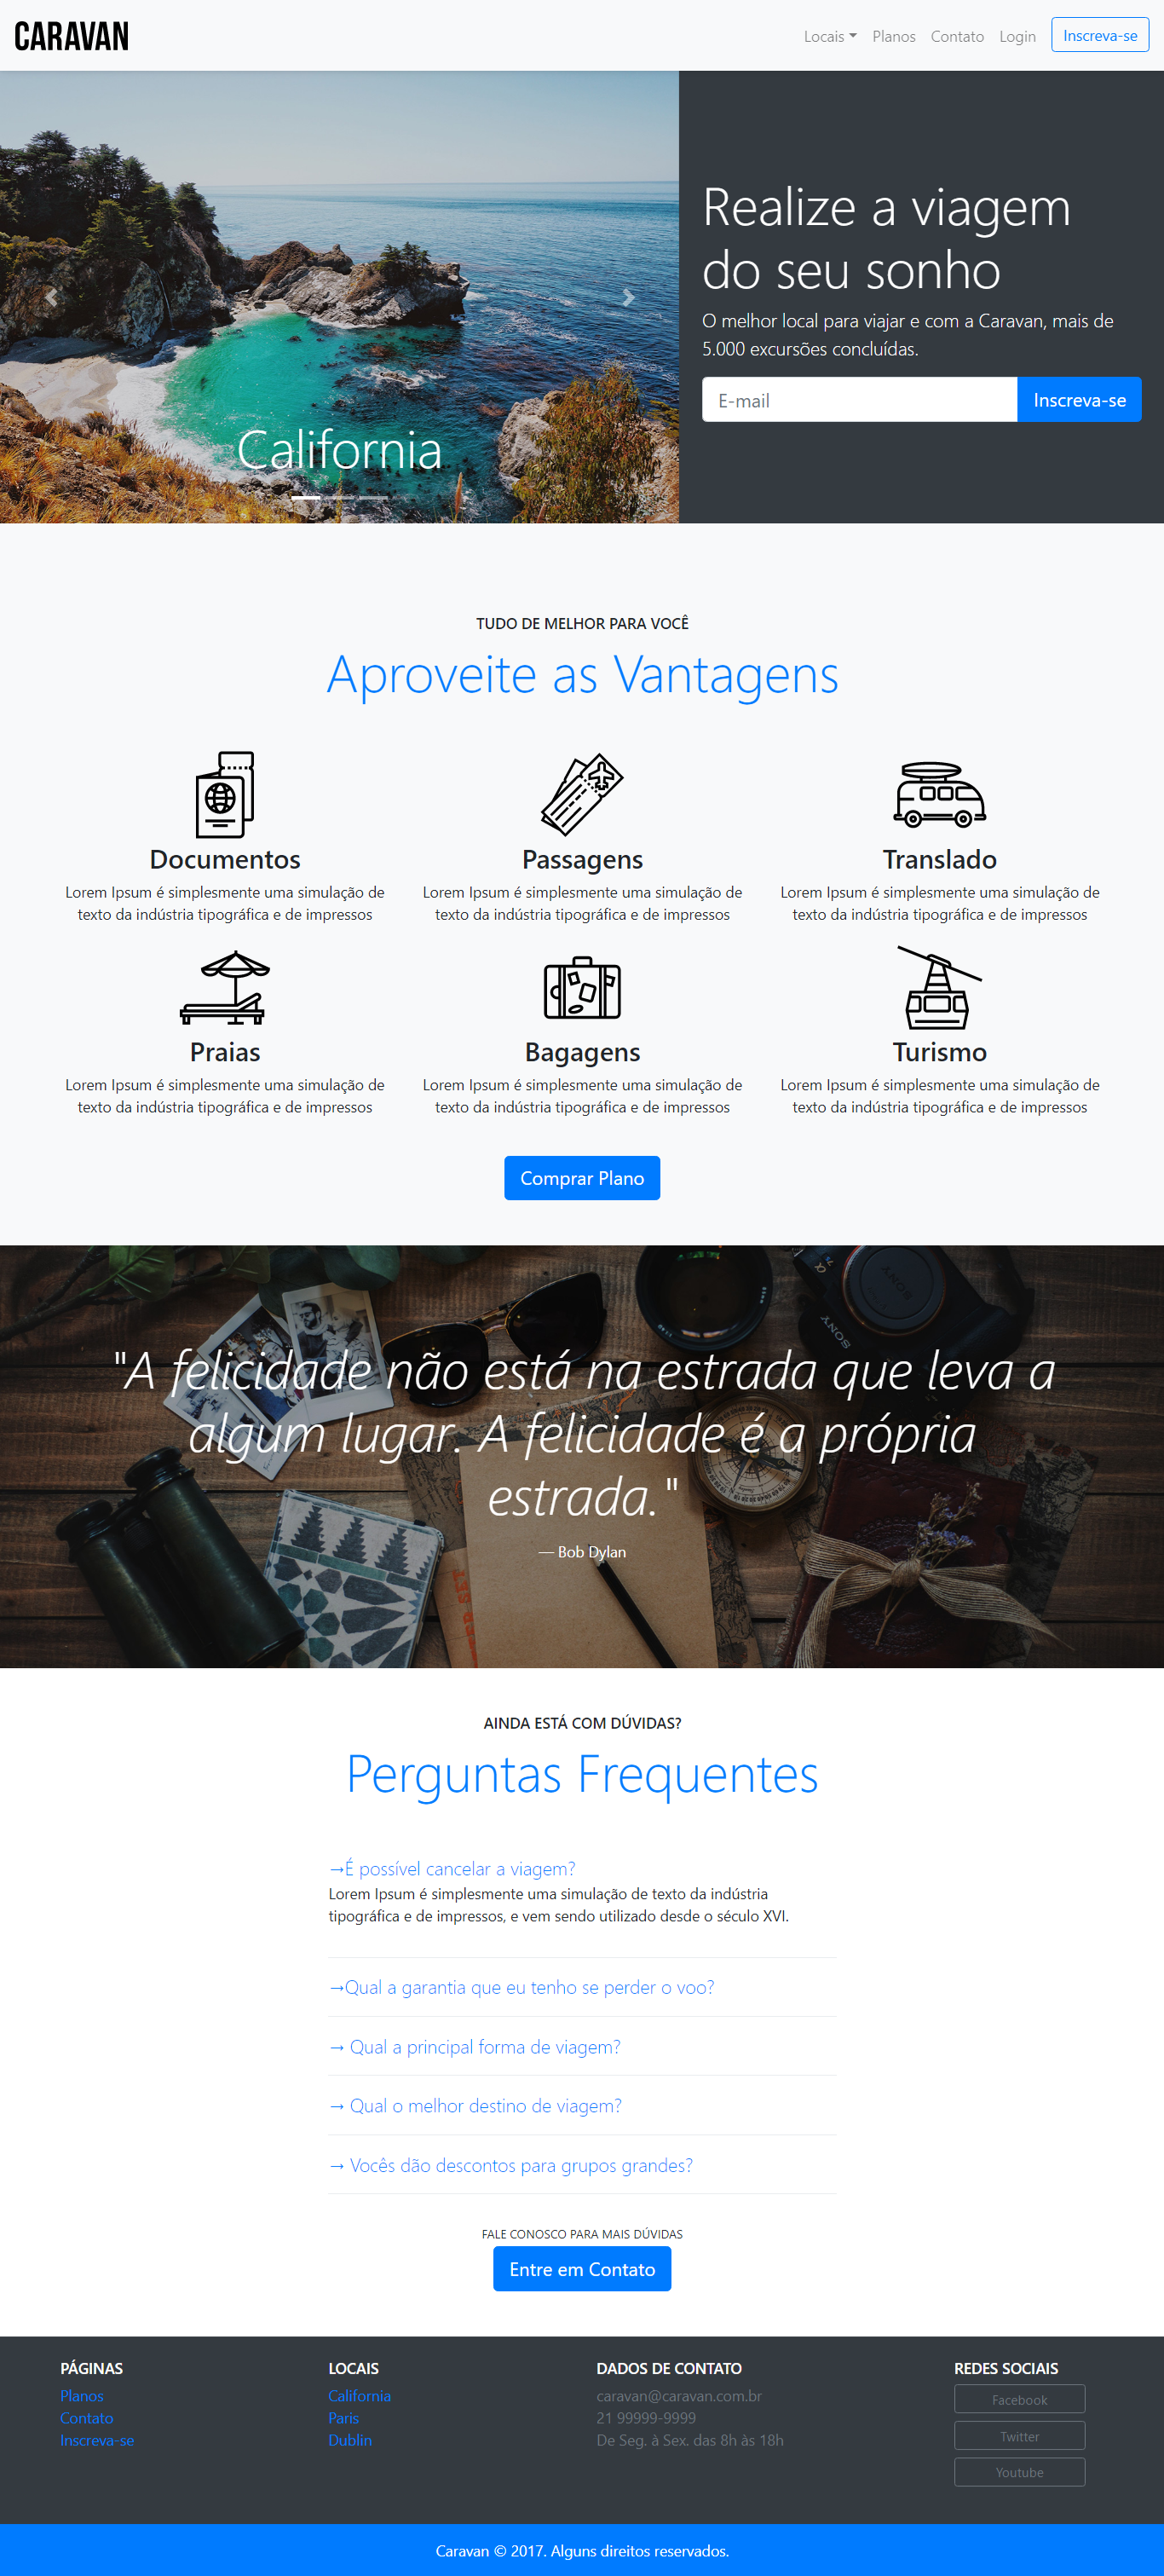 CARAVAN
Locais
Planos
Contato
Login
Inscreva-se
California
Realize a viagem
do seu sonho
O melhor local para viajar e com a Caravan, mais de
5.000 excursões concluídas.
E-mail
Inscreva-se
TUDO DE MELHOR PARA VOCÊ
Aproveite as Vantagens
Documentos
Lorem Ipsum é simplesmente uma simulação de
texto da indústria tipográfica e de impressos
Passagens
Lorem Ipsum é simplesmente uma simulação de
texto da indústria tipográfica e de impressos
Translado
Lorem Ipsum é simplesmente uma simulação de
texto da indústria tipográfica e de impressos
Praias
Lorem Ipsum é simplesmente uma simulação de
texto da indústria tipográfica e de impressos
Bagagens
Lorem Ipsum é simplesmente uma simulação de
texto da indústria tipográfica e de impressos
Turismo
Lorem Ipsum é simplesmente uma simulação de
texto da indústria tipográfica e de impressos
Comprar Plano
SONY
SONY
"A felicidade não está na estrada que leva a
algum lugar. A felicidade é a própria
estrada."
— Bob Dylan
AINDA ESTÁ COM DÚVIDAS?
Perguntas Frequentes
→É possível cancelar a viagem?
Lorem Ipsum é simplesmente uma simulação de texto da indústria
tipográfica e de impressos, e vem sendo utilizado desde o século XVI.
→Qual a garantia que eu tenho se perder o voo?
→ Qual a principal forma de viagem?
→ Qual o melhor destino de viagem?
→ Vocês dão descontos para grupos grandes?
FALE CONOSCO PARA MAIS DÚVIDAS
Entre em Contato
PÁGINAS
Planos
Contato
Inscreva-se
LOCAIS
California
Paris
Dublin
DADOS DE CONTATO
caravan@caravan.com.br
21 99999-9999
De Seg. à Sex. das 8h às 18h
REDES SOCIAIS
Facebook
Twitter
Youtube
Caravan © 2017. Alguns direitos reservados.